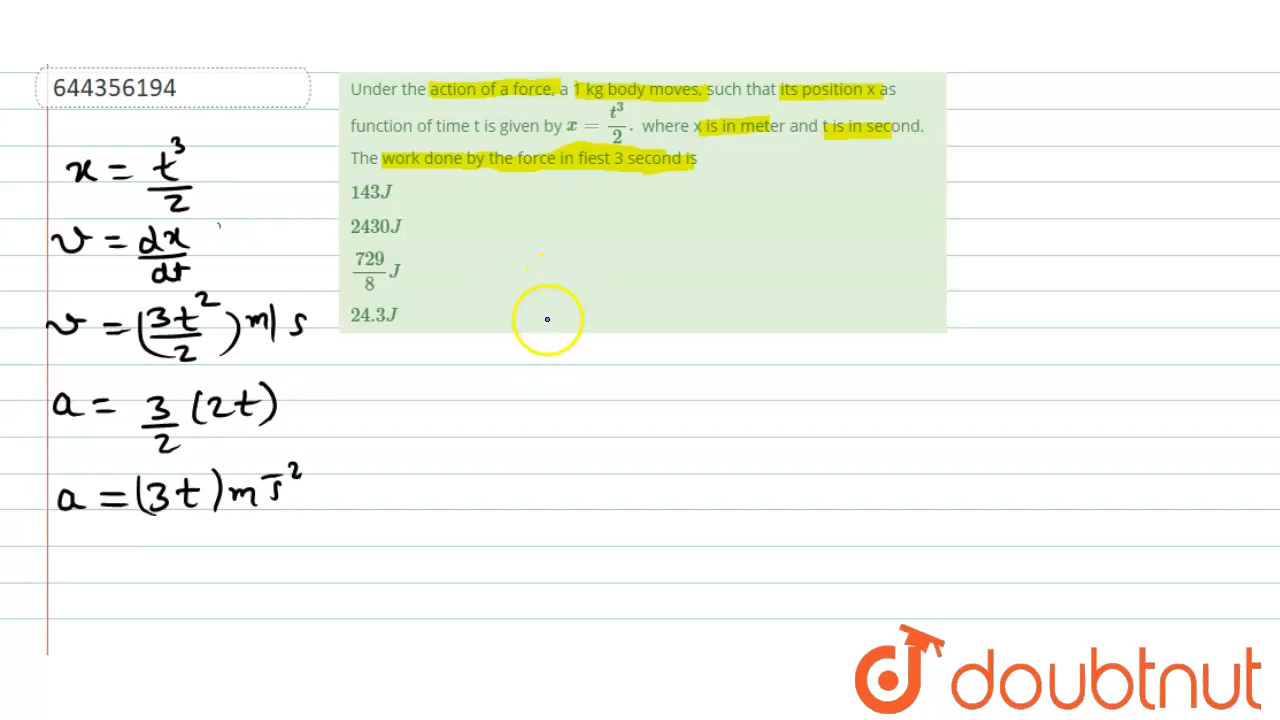 644356194
Under the action of a force, a 1 kg body moves, such that its position x as
function of time t is given by x = t³/2. where x is in meter and t is in second.
The work done by the force in fiest 3 second is
143J
2430J
729/8 J
24.3J
x = t³/2
v = dx/dt
v = (3t²/2) m/s
a = 3/2 (2t)
a = (3t) ms⁻²
doubtnut